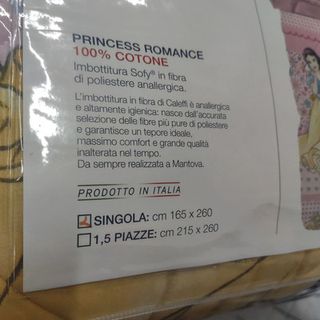 PRINCESS ROMANCE
100% COTONE
Imbottitura Sofy® in fibra
di poliestere anallergica.
L'imbottitura in fibra di Caleffi è anallergica
e altamente igienica: nasce dall'accurata
selezione delle fibre più pure di poliestere
e garantisce un tepore ideale,
massimo comfort e grande qualità
inalterata nel tempo.
Da sempre realizzata a Mantova.
PRODOTTO IN ITALIA
SINGOLA: cm 165 x 260
1,5 PIAZZE: cm 215 x 260